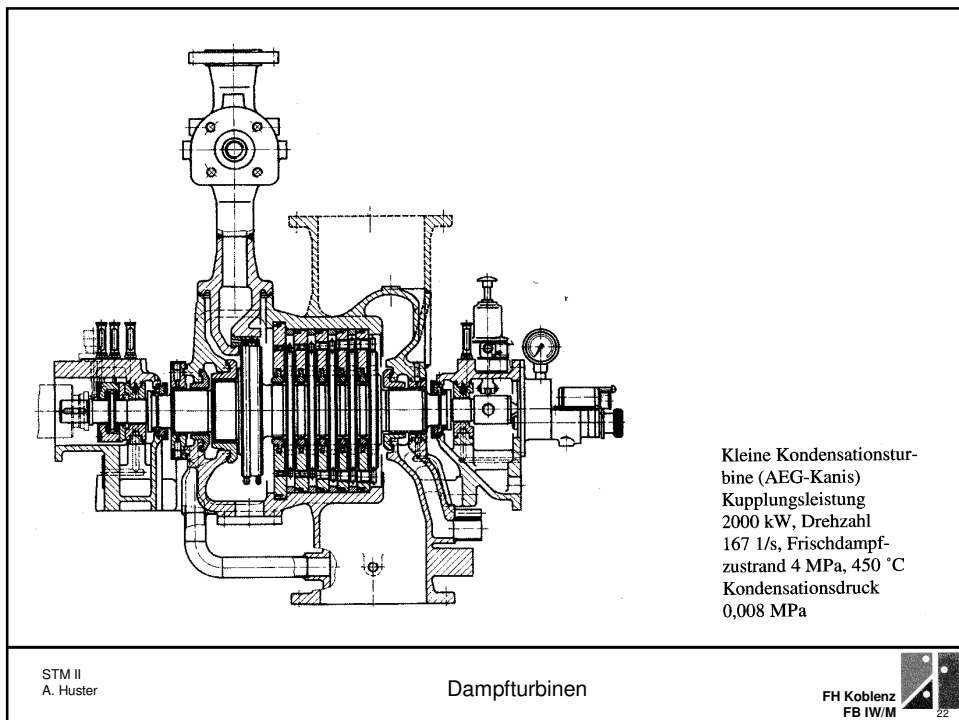 Kleine Kondensationstur-
bine (AEG-Kanis)
Kupplungsleistung
2000 kW, Drehzahl
167 1/s, Frischdampf-
zustrand 4 MPa, 450 °C
Kondensationsdruck
0,008 MPa
STM II
A. Huster
Dampfturbinen
FH Koblenz
FB IW/M
22